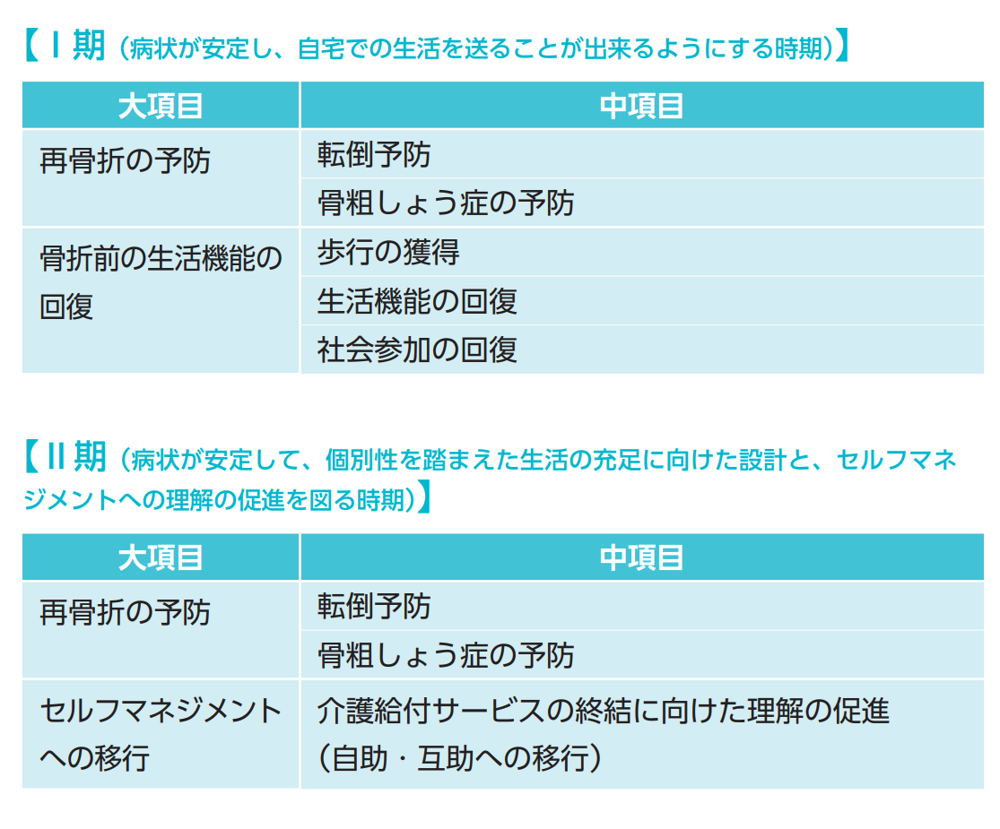 【Ⅰ期（病状が安定し、自宅での生活を送ることが出来るようにする時期）】
大項目 中項目
再骨折の予防 転倒予防
骨粗しょう症の予防
骨折前の生活機能の 歩行の獲得
回復 生活機能の回復
社会参加の回復
【Ⅱ期（病状が安定して、個別性を踏まえた生活の充足に向けた設計と、セルフマネ
ジメントへの理解の促進を図る時期）】
大項目 中項目
再骨折の予防 転倒予防
骨粗しょう症の予防
セルフマネジメント 介護給付サービスの終結に向けた理解の促進
への移行 （自助・互助への移行）